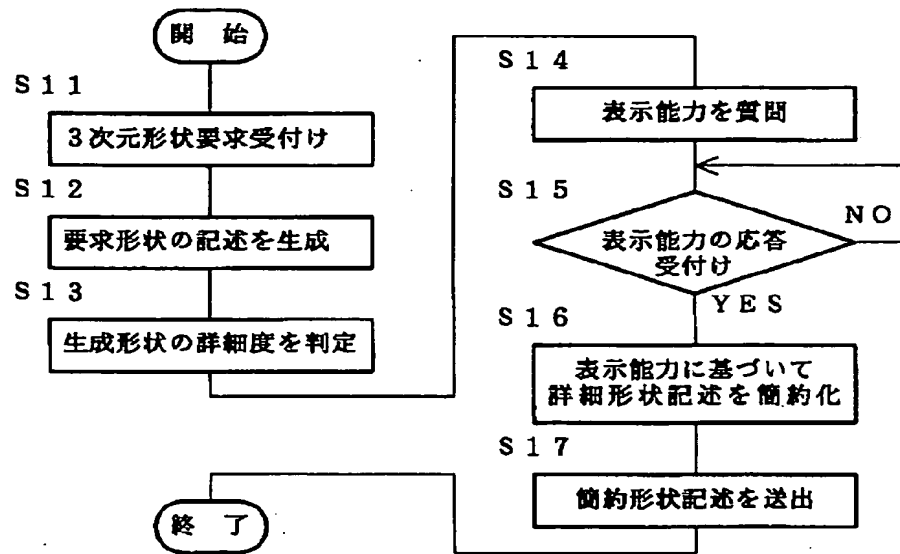 開 始
S11
3次元形状要求受付け
S12
要求形状の記述を生成
S13
生成形状の詳細度を判定
S14
表示能力を質問
S15
表示能力の応答
受付け
NO
YES
S16
表示能力に基づいて
詳細形状記述を簡約化
S17
簡約形状記述を送出
終 了